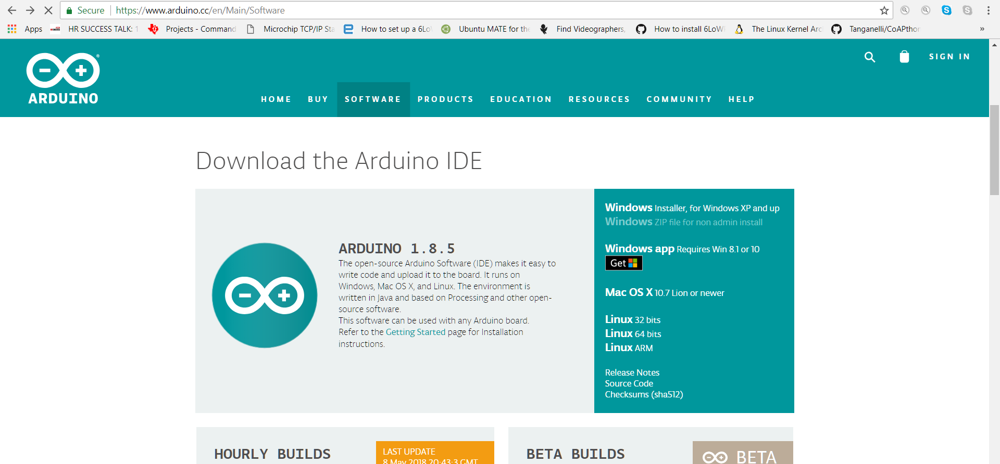 Secure https://www.arduino.cc/en/Main/Software
Apps HR SUCCESS TALK: 1 Projects - Command Microchip TCP/IP Sta How to set up a 6Lo Ubuntu MATE for the Find Videographers, How to install 6LoW The Linux Kernel Arc Tanganelli/CoAPthon »
ARDUINO
SIGN IN
HOME BUY SOFTWARE PRODUCTS EDUCATION RESOURCES COMMUNITY HELP
Download the Arduino IDE
ARDUINO 1.8.5
The open-source Arduino Software (IDE) makes it easy to
write code and upload it to the board. It runs on
Windows, Mac OS X, and Linux. The environment is
written in Java and based on Processing and other open-
source software.
This software can be used with any Arduino board.
Refer to the Getting Started page for Installation
instructions.
Windows Installer, for Windows XP and up
Windows ZIP file for non admin install
Windows app Requires Win 8.1 or 10
Get
Mac OS X 10.7 Lion or newer
Linux 32 bits
Linux 64 bits
Linux ARM
Release Notes
Source Code
Checksums (sha512)
HOURLY BUILDS
LAST UPDATE
8 May 2018 20:43:3 GMT
BETA BUILDS
BETA